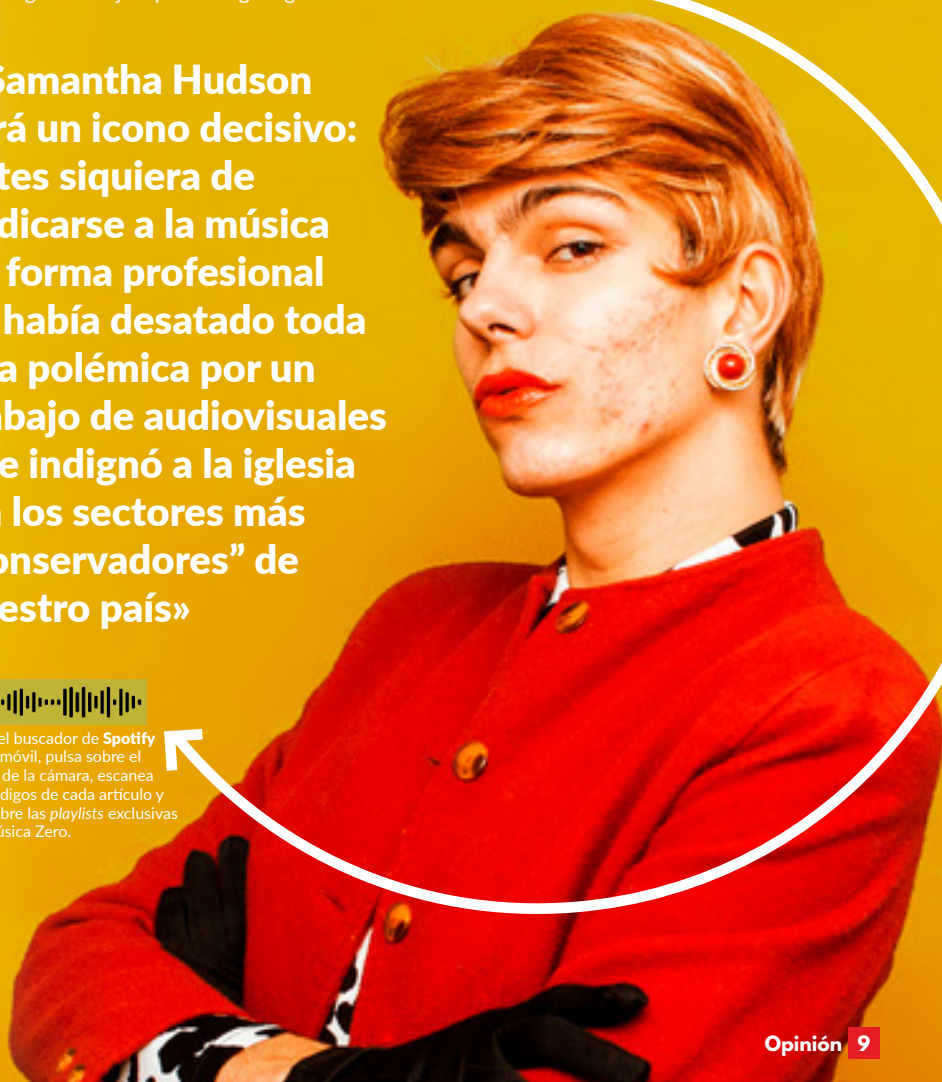 Samantha Hudson
rá un icono decisivo:
tes siquiera de
dicarse a la música
forma profesional
había desatado toda
a polémica por un
abajo de audiovisuales
e indignó a la iglesia
los sectores más
onservadores” de
estro país»
el buscador de Spotify
móvil, pulsa sobre el
de la cámara, escanea
digos de cada artículo y
bre las playlists exclusivas
úsica Zero.
Opinión 9